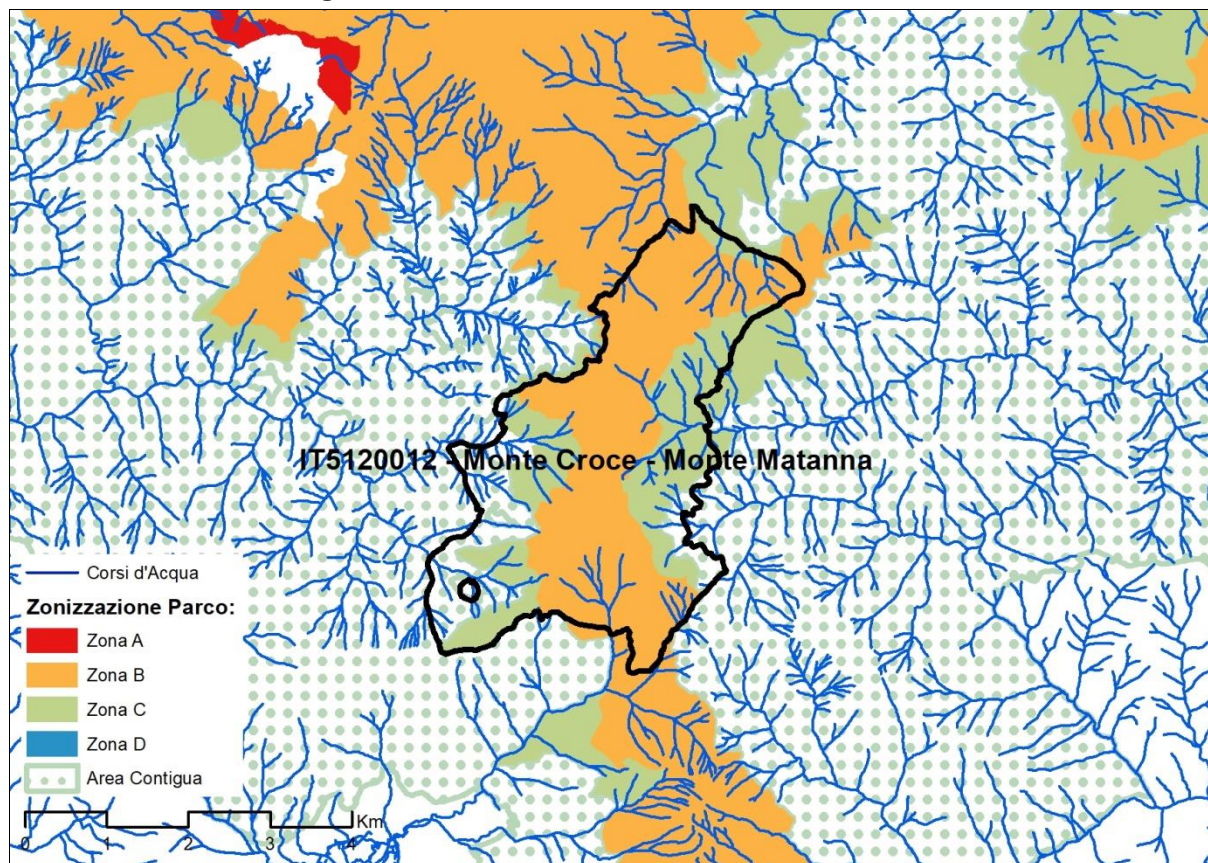 IT5120012 - Monte Croce - Monte Matanna
Corsi d'Acqua
Zonizzazione Parco:
Zona A
Zona B
Zona C
Zona D
Area Contigua
Km
0 1 2 3 4